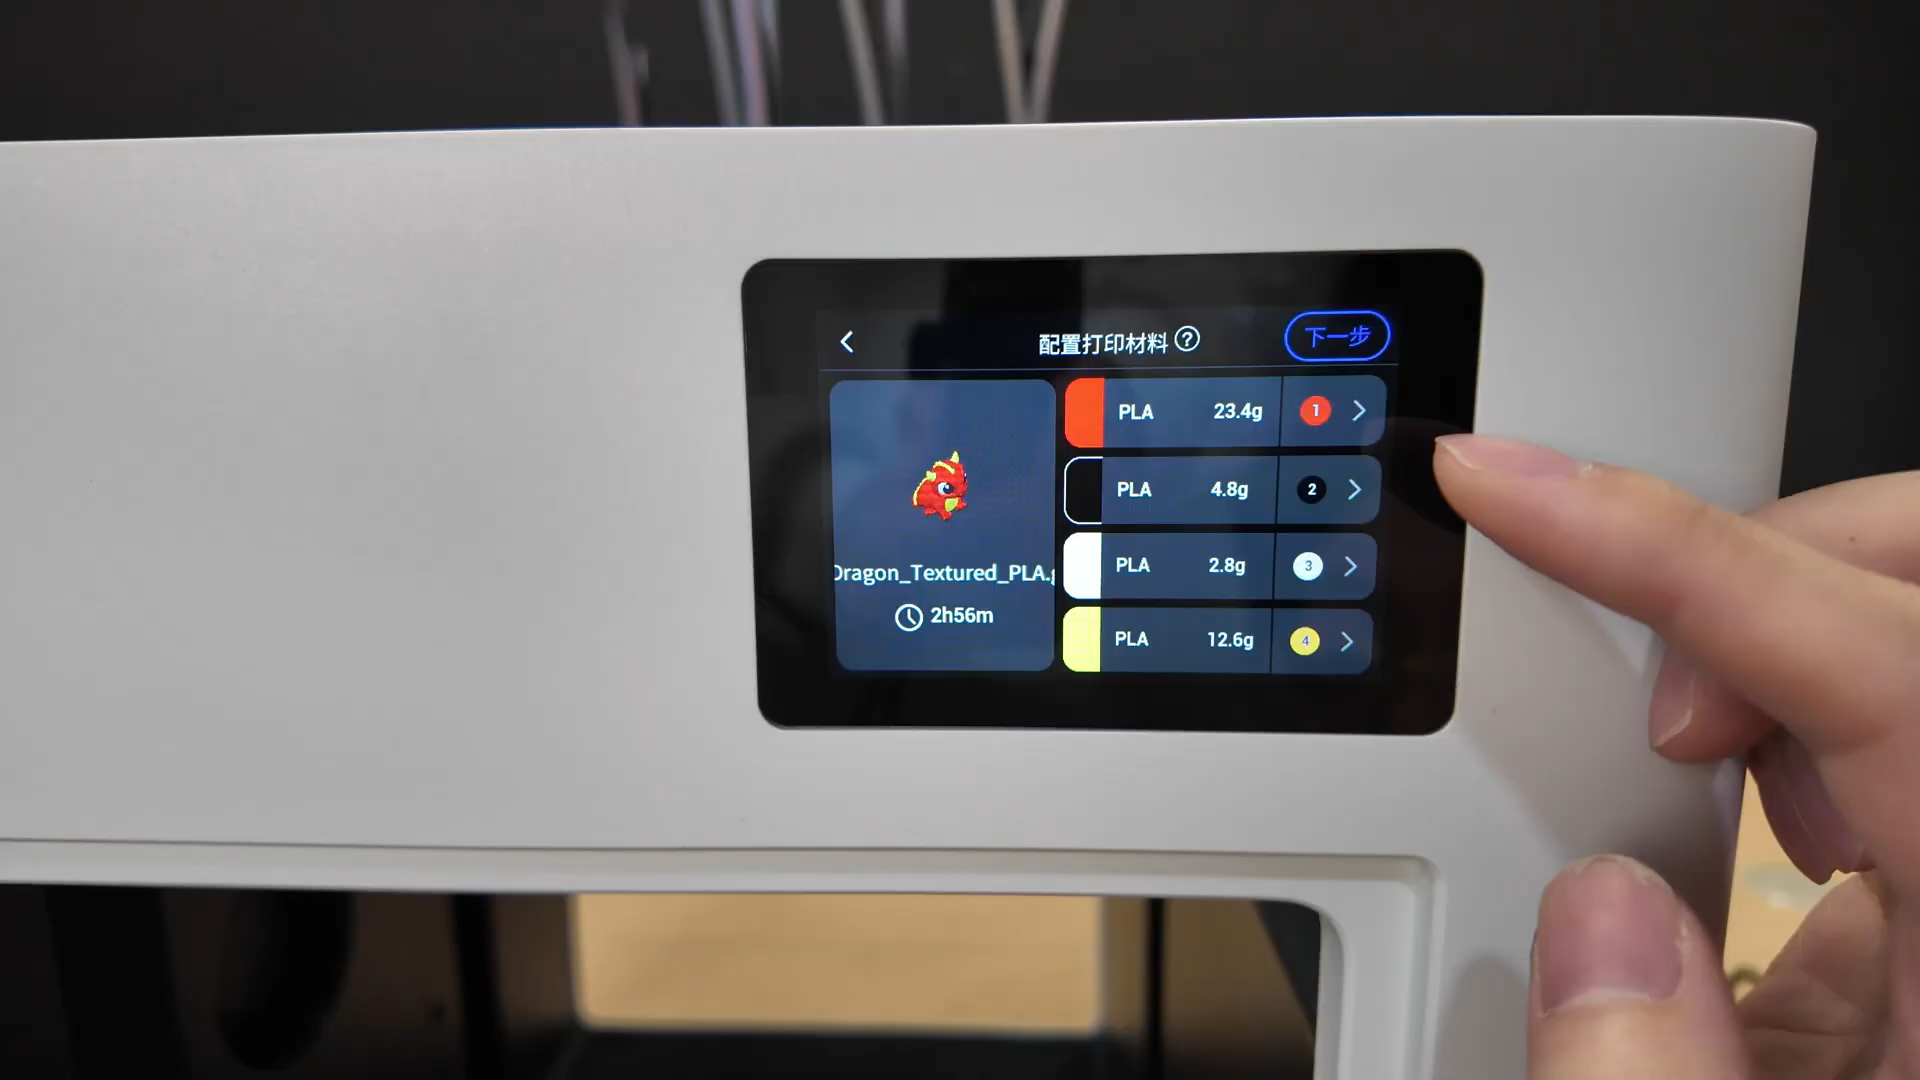 配置打印材料 ?
下一步
PLA 23.4g 1
PLA 4.8g 2
PLA 2.8g 3
PLA 12.6g 4
Dragon_Textured_PLA.g
2h56m